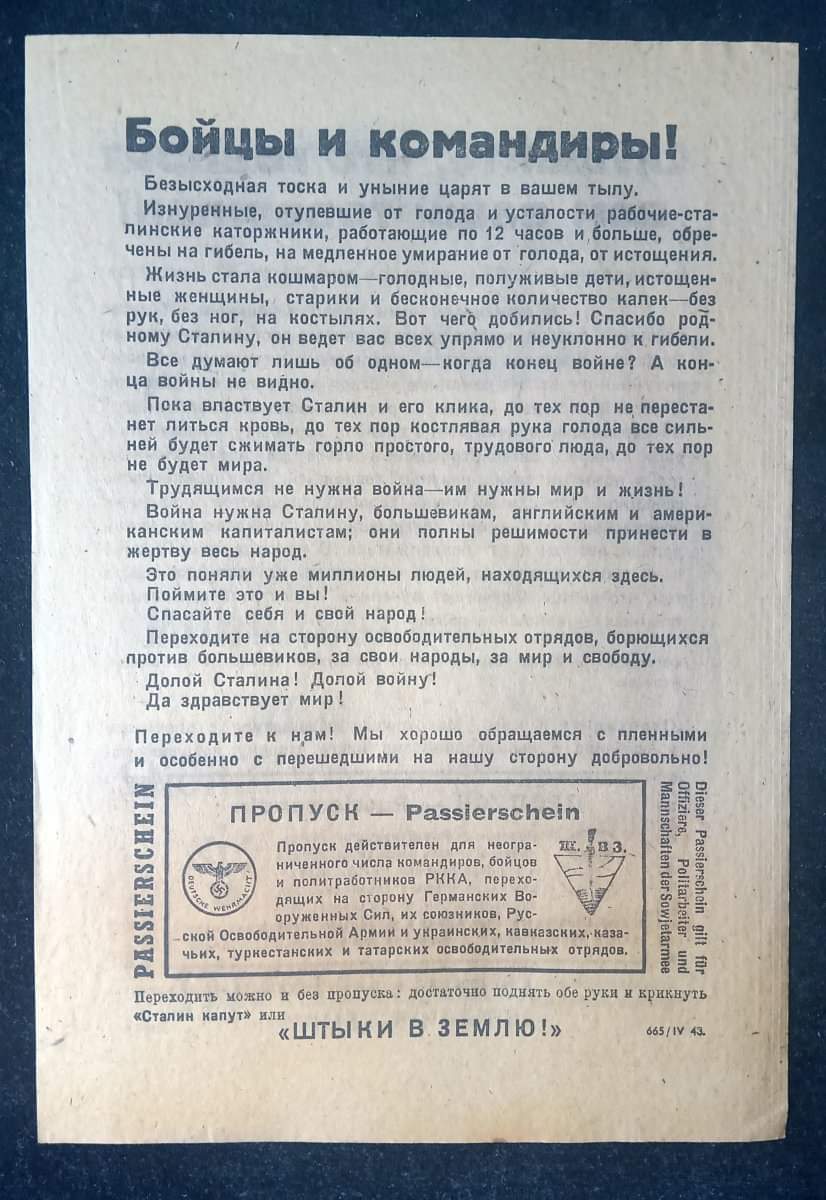 Бойцы и командиры!
Безысходная тоска и уныние царят в вашем тылу.
Изнуренные, отупевшие от голода и усталости рабочие-ста-
линские каторжники, работающие по 12 часов и больше, обре-
чены на гибель, на медленное умирание от голода, от истощения.
Жизнь стала кошмаром—голодные, полуживые дети, истощен-
ные женщины, старики и бесконечное количество калек—без
рук, без ног, на костылях. Вот чего добились! Спасибо род-
ному Сталину, он ведет вас всех упрямо и неуклонно к гибели.
Все думают лишь об одном—когда конец войне? А кон-
ца войны не видно.
Пока властвует Сталин и его клика, до тех пор не переста-
нет литься кровь, до тех пор костлявая рука голода все силь-
ней будет сжимать горло простого, трудового люда, до тех пор
не будет мира.
Трудящимся не нужна война—им нужны мир и жизнь!
Война нужна Сталину, большевикам, английским и амери-
канским капиталистам; они полны решимости принести в
жертву весь народ.
Это поняли уже миллионы людей, находящихся здесь.
Поймите это и вы!
Спасайте себя и свой народ!
Переходите на сторону освободительных отрядов, борющихся
против большевиков, за свои народы, за мир и свободу.
Долой Сталина! Долой войну!
Да здравствует мир!
Переходите к нам! Мы хорошо обращаемся с пленными
и особенно с перешедшими на нашу сторону добровольно!
PASSIERSCHEIN
ПРОПУСК — Passierschein
DEUTSCHE WEHRMACHT
Пропуск действителен для неогра-
ниченного числа командиров, бойцов
и политработников РККА, перехо-
дящих на сторону Германских Во-
оруженных Сил, их союзников, Рус-
ской Освободительной Армии и украинских, кавказских, каза-
чьих, туркестанских и татарских освободительных отрядов.
Ш. В З.
Dieser Passierschein gilt für
Offiziere, Politarbeiter und
Mannschaften der Sowjetarmee
Переходить можно и без пропуска: достаточно поднять обе руки и крикнуть
«Сталин капут» или
«ШТЫКИ В ЗЕМЛЮ!»
665/IV 43.